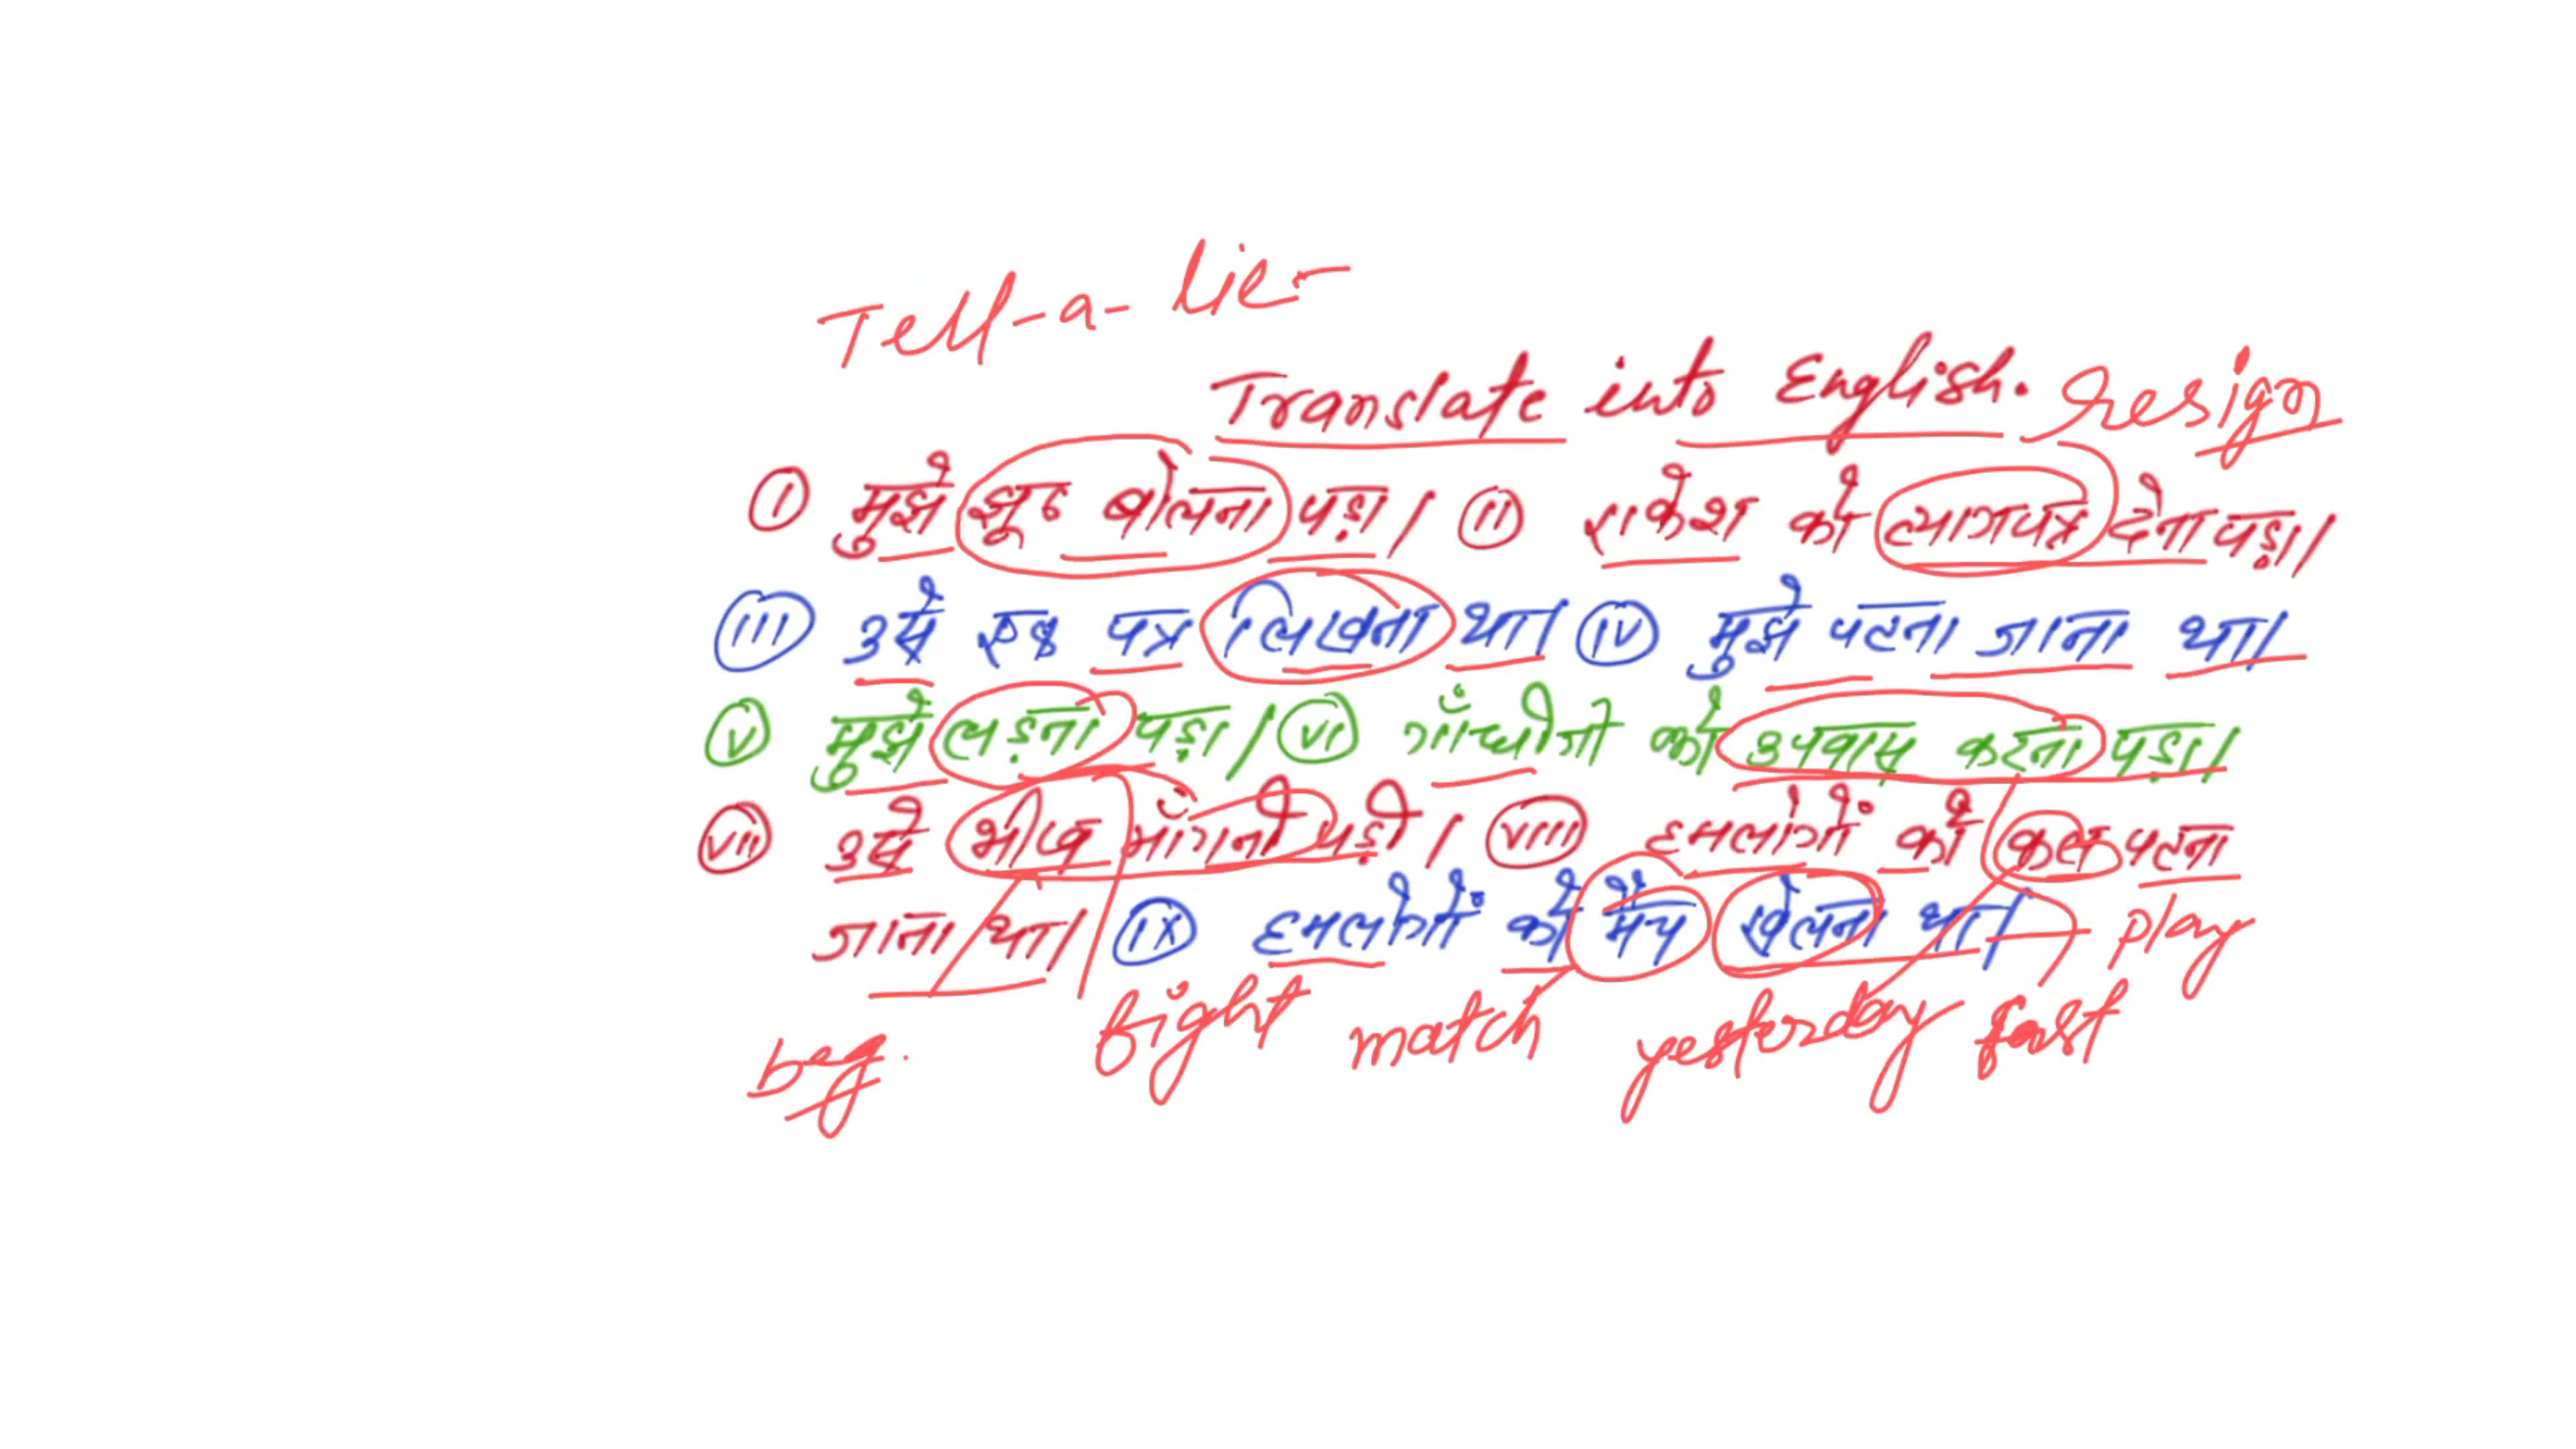 Tell-a-lie-
Translate into English. resign
(i) मुझे झूठ बोलना पड़ा। (ii) राकेश को त्यागपत्र देना पड़ा।
(iii) उसे एक पत्र लिखना था। (iv) मुझे पटना जाना था।
(v) मुझे लड़ना पड़ा। (vi) गाँधीजी को उपवास करना पड़ा।
(vii) उसे भीख माँगनी पड़ी। (viii) हमलोगों को कल पटना
जाना था। (ix) हमलोगों को मैच खेलना था। play
beg. fight match yesterday fast